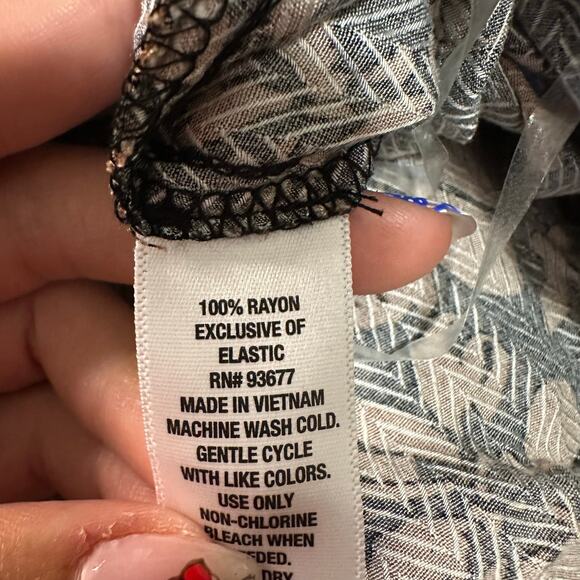 100% RAYON
EXCLUSIVE OF
ELASTIC
RN# 93677
MADE IN VIETNAM
MACHINE WASH COLD.
GENTLE CYCLE
WITH LIKE COLORS.
USE ONLY
NON-CHLORINE
BLEACH WHEN
DRY